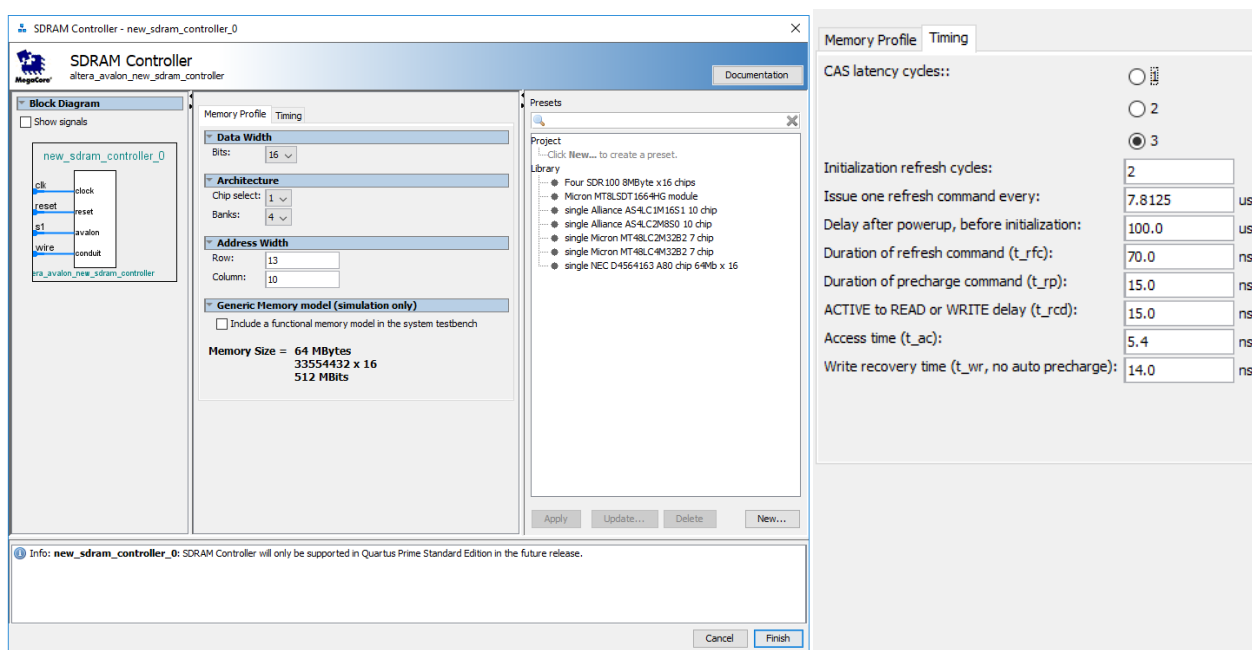 SDRAM Controller - new_sdram_controller_0
SDRAM Controller
altera_avalon_new_sdram_controller
MegaCore'
Documentation
Block Diagram
Show signals
new_sdram_controller_0
clk
clock
reset
reset
s1
avalon
wire
conduit
altera_avalon_new_sdram_controller
Memory Profile Timing
Data Width
Bits: 16
Architecture
Chip select: 1
Banks: 4
Address Width
Row: 13
Column: 10
Generic Memory model (simulation only)
Include a functional memory model in the system testbench
Memory Size = 64 MBytes
33554432 x 16
512 MBits
Presets
Project
Click New... to create a preset.
Library
Four SDR100 8MByte x16 chips
Micron MT8LSDT1664HG module
single Alliance AS4LC1M16S1 10 chip
single Alliance AS4LC2M8S0 10 chip
single Micron MT48LC2M32B2 7 chip
single Micron MT48LC4M32B2 7 chip
single NEC D4564163 A80 chip 64Mb x 16
Apply Update... Delete New...
Info: new_sdram_controller_0: SDRAM Controller will only be supported in Quartus Prime Standard Edition in the future release.
Cancel Finish
Memory Profile Timing
CAS latency cycles:: 1
2
3
Initialization refresh cycles: 2
Issue one refresh command every: 7.8125 us
Delay after powerup, before initialization: 100.0 us
Duration of refresh command (t_rfc): 70.0 ns
Duration of precharge command (t_rp): 15.0 ns
ACTIVE to READ or WRITE delay (t_rcd): 15.0 ns
Access time (t_ac): 5.4 ns
Write recovery time (t_wr, no auto precharge): 14.0 ns